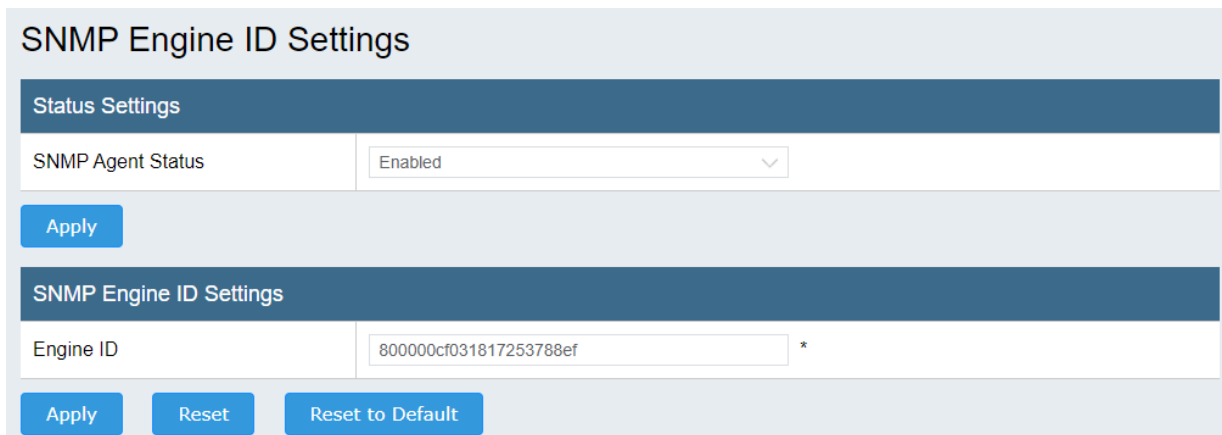 SNMP Engine ID Settings
Status Settings
SNMP Agent Status Enabled
Apply
SNMP Engine ID Settings
Engine ID 800000cf031817253788ef *
Apply Reset Reset to Default